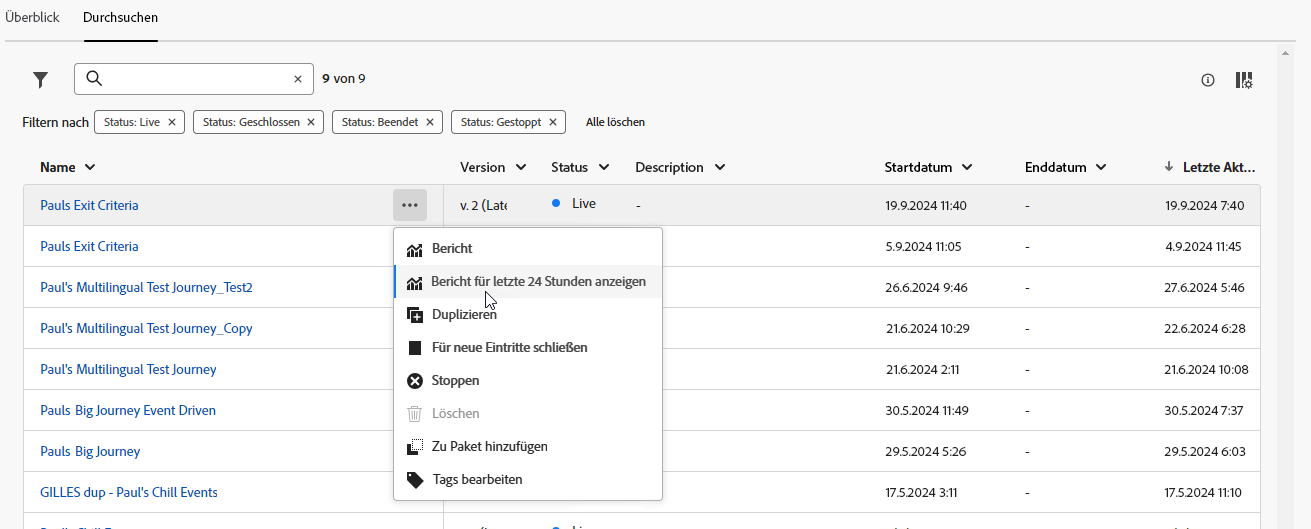 Überblick Durchsuchen
9 von 9
Filtern nach Status: Live Status: Geschlossen Status: Beendet Status: Gestoppt Alle löschen
Name Version Status Description Startdatum Enddatum Letzte Akt...
Pauls Exit Criteria ... v. 2 (Late Live - 19.9.2024 11:40 - 19.9.2024 7:40
Pauls Exit Criteria 5.9.2024 11:05 - 4.9.2024 11:45
Paul's Multilingual Test Journey_Test2 26.6.2024 9:46 - 27.6.2024 5:46
Paul's Multilingual Test Journey_Copy 21.6.2024 10:29 - 22.6.2024 6:28
Paul's Multilingual Test Journey 21.6.2024 2:11 - 21.6.2024 10:08
Pauls Big Journey Event Driven 30.5.2024 11:49 - 30.5.2024 7:37
Pauls Big Journey 29.5.2024 5:26 - 29.5.2024 6:03
GILLES dup - Paul's Chill Events 17.5.2024 3:11 - 17.5.2024 11:10
Bericht
Bericht für letzte 24 Stunden anzeigen
Duplizieren
Für neue Eintritte schließen
Stoppen
Löschen
Zu Paket hinzufügen
Tags bearbeiten